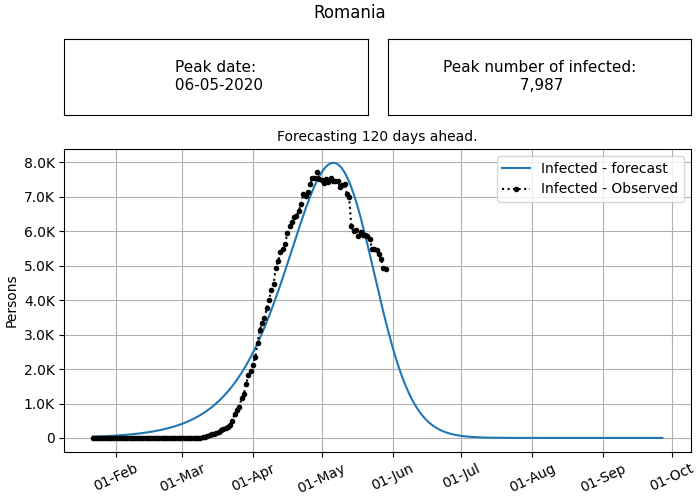 Romania
Peak date:
06-05-2020
Peak number of infected:
7,987
Forecasting 120 days ahead.
Infected - forecast
Infected - Observed
8.0K
7.0K
6.0K
5.0K
4.0K
3.0K
2.0K
1.0K
0
Persons
01-Feb
01-Mar
01-Apr
01-May
01-Jun
01-Jul
01-Aug
01-Sep
01-Oct